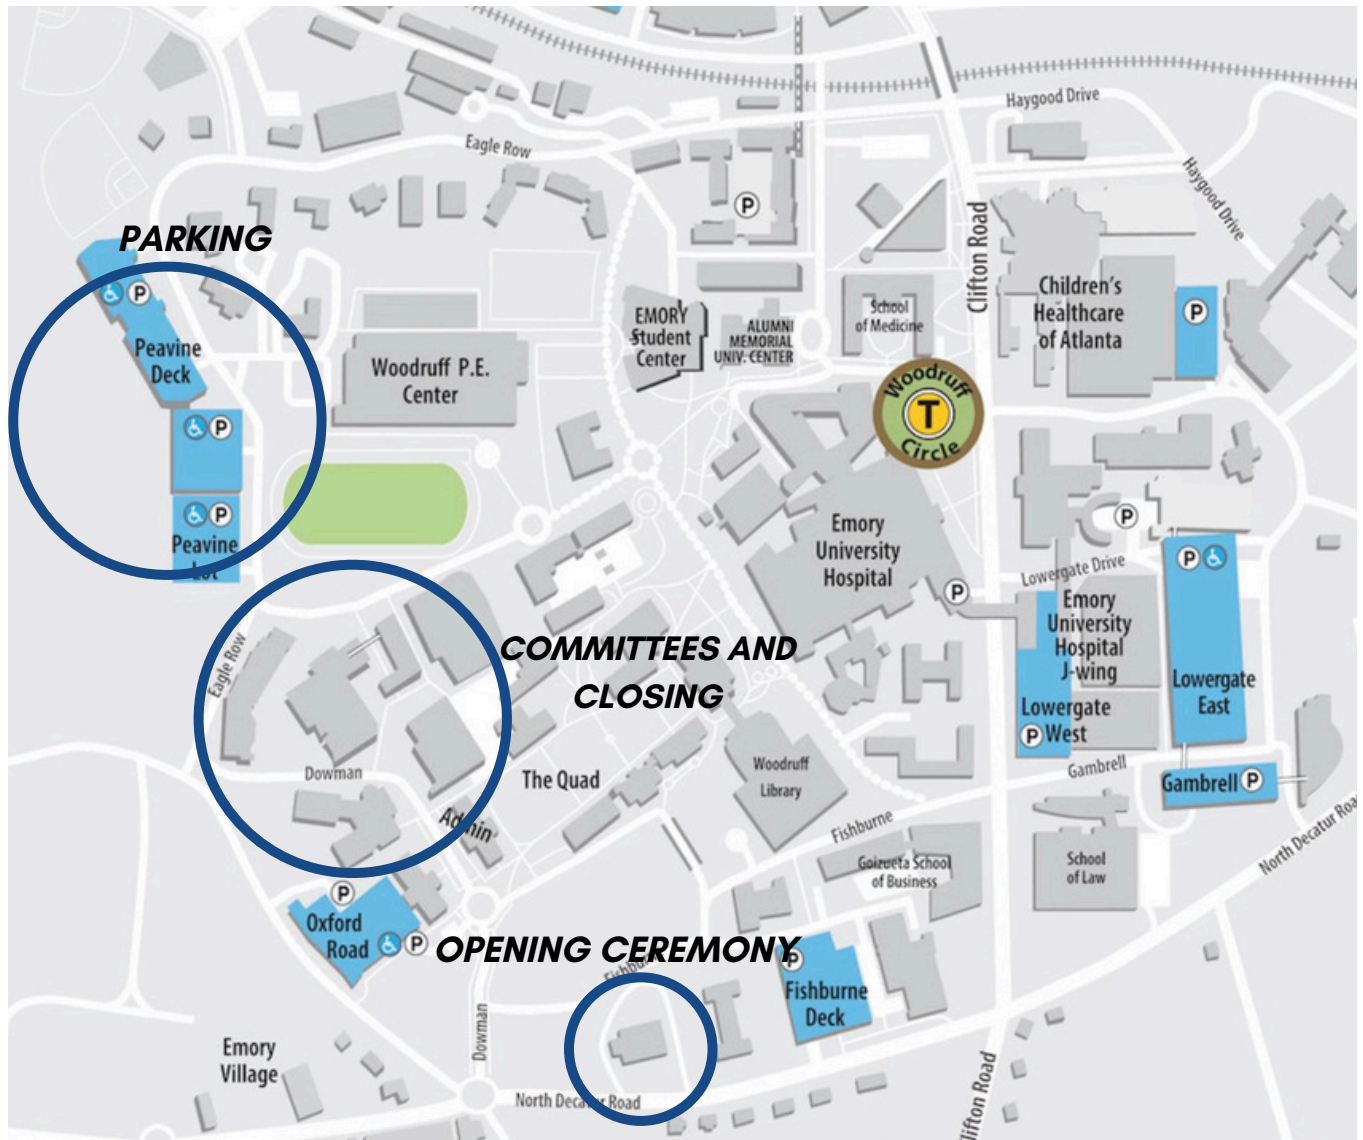 Haygood Drive
Eagle Row
Haygood Drive
P
PARKING
Clifton Road
P
Peavine
Deck
EMORY
Student
Center
ALUMNI
MEMORIAL
UNIV. CENTER
School
of Medicine
Children's
Healthcare
of Atlanta
P
Woodruff P.E.
Center
Woodruff
T
Circle
P
P
Peavine
Lot
Emory
University
Hospital
P
P
Lowergate Drive
P
Emory
University
Hospital
J-wing
Eagle Row
COMMITTEES AND
CLOSING
Lowergate
East
Lowergate
P West
Dowman
The Quad
Woodruff
Library
Gambrell
Gambrell P
Admin
Fishburne
North Decatur Road
Goizueta School
of Business
School
of Law
P
Oxford
Road
P
OPENING CEREMONY
P
Fishburne
Fishburne
Deck
Dowman
Emory
Village
North Decatur Road
Clifton Road